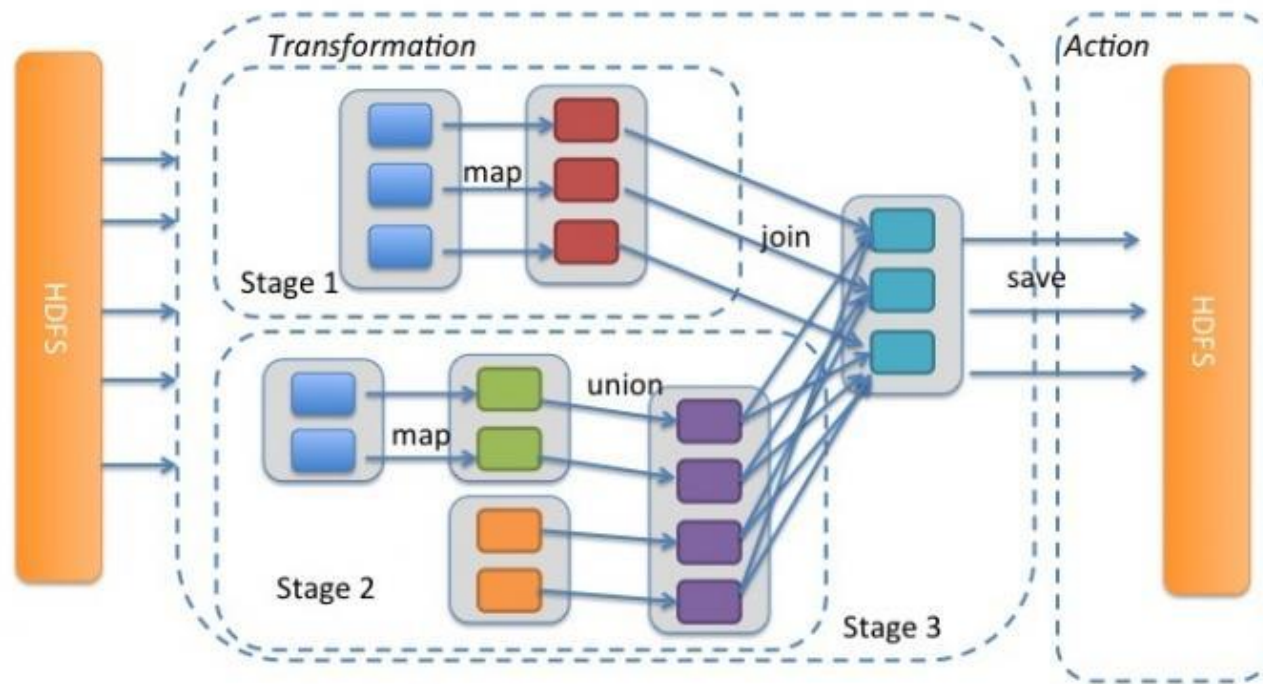 Transformation
Action
map
join
Stage 1
save
HDFS
HDFS
union
map
Stage 2
Stage 3